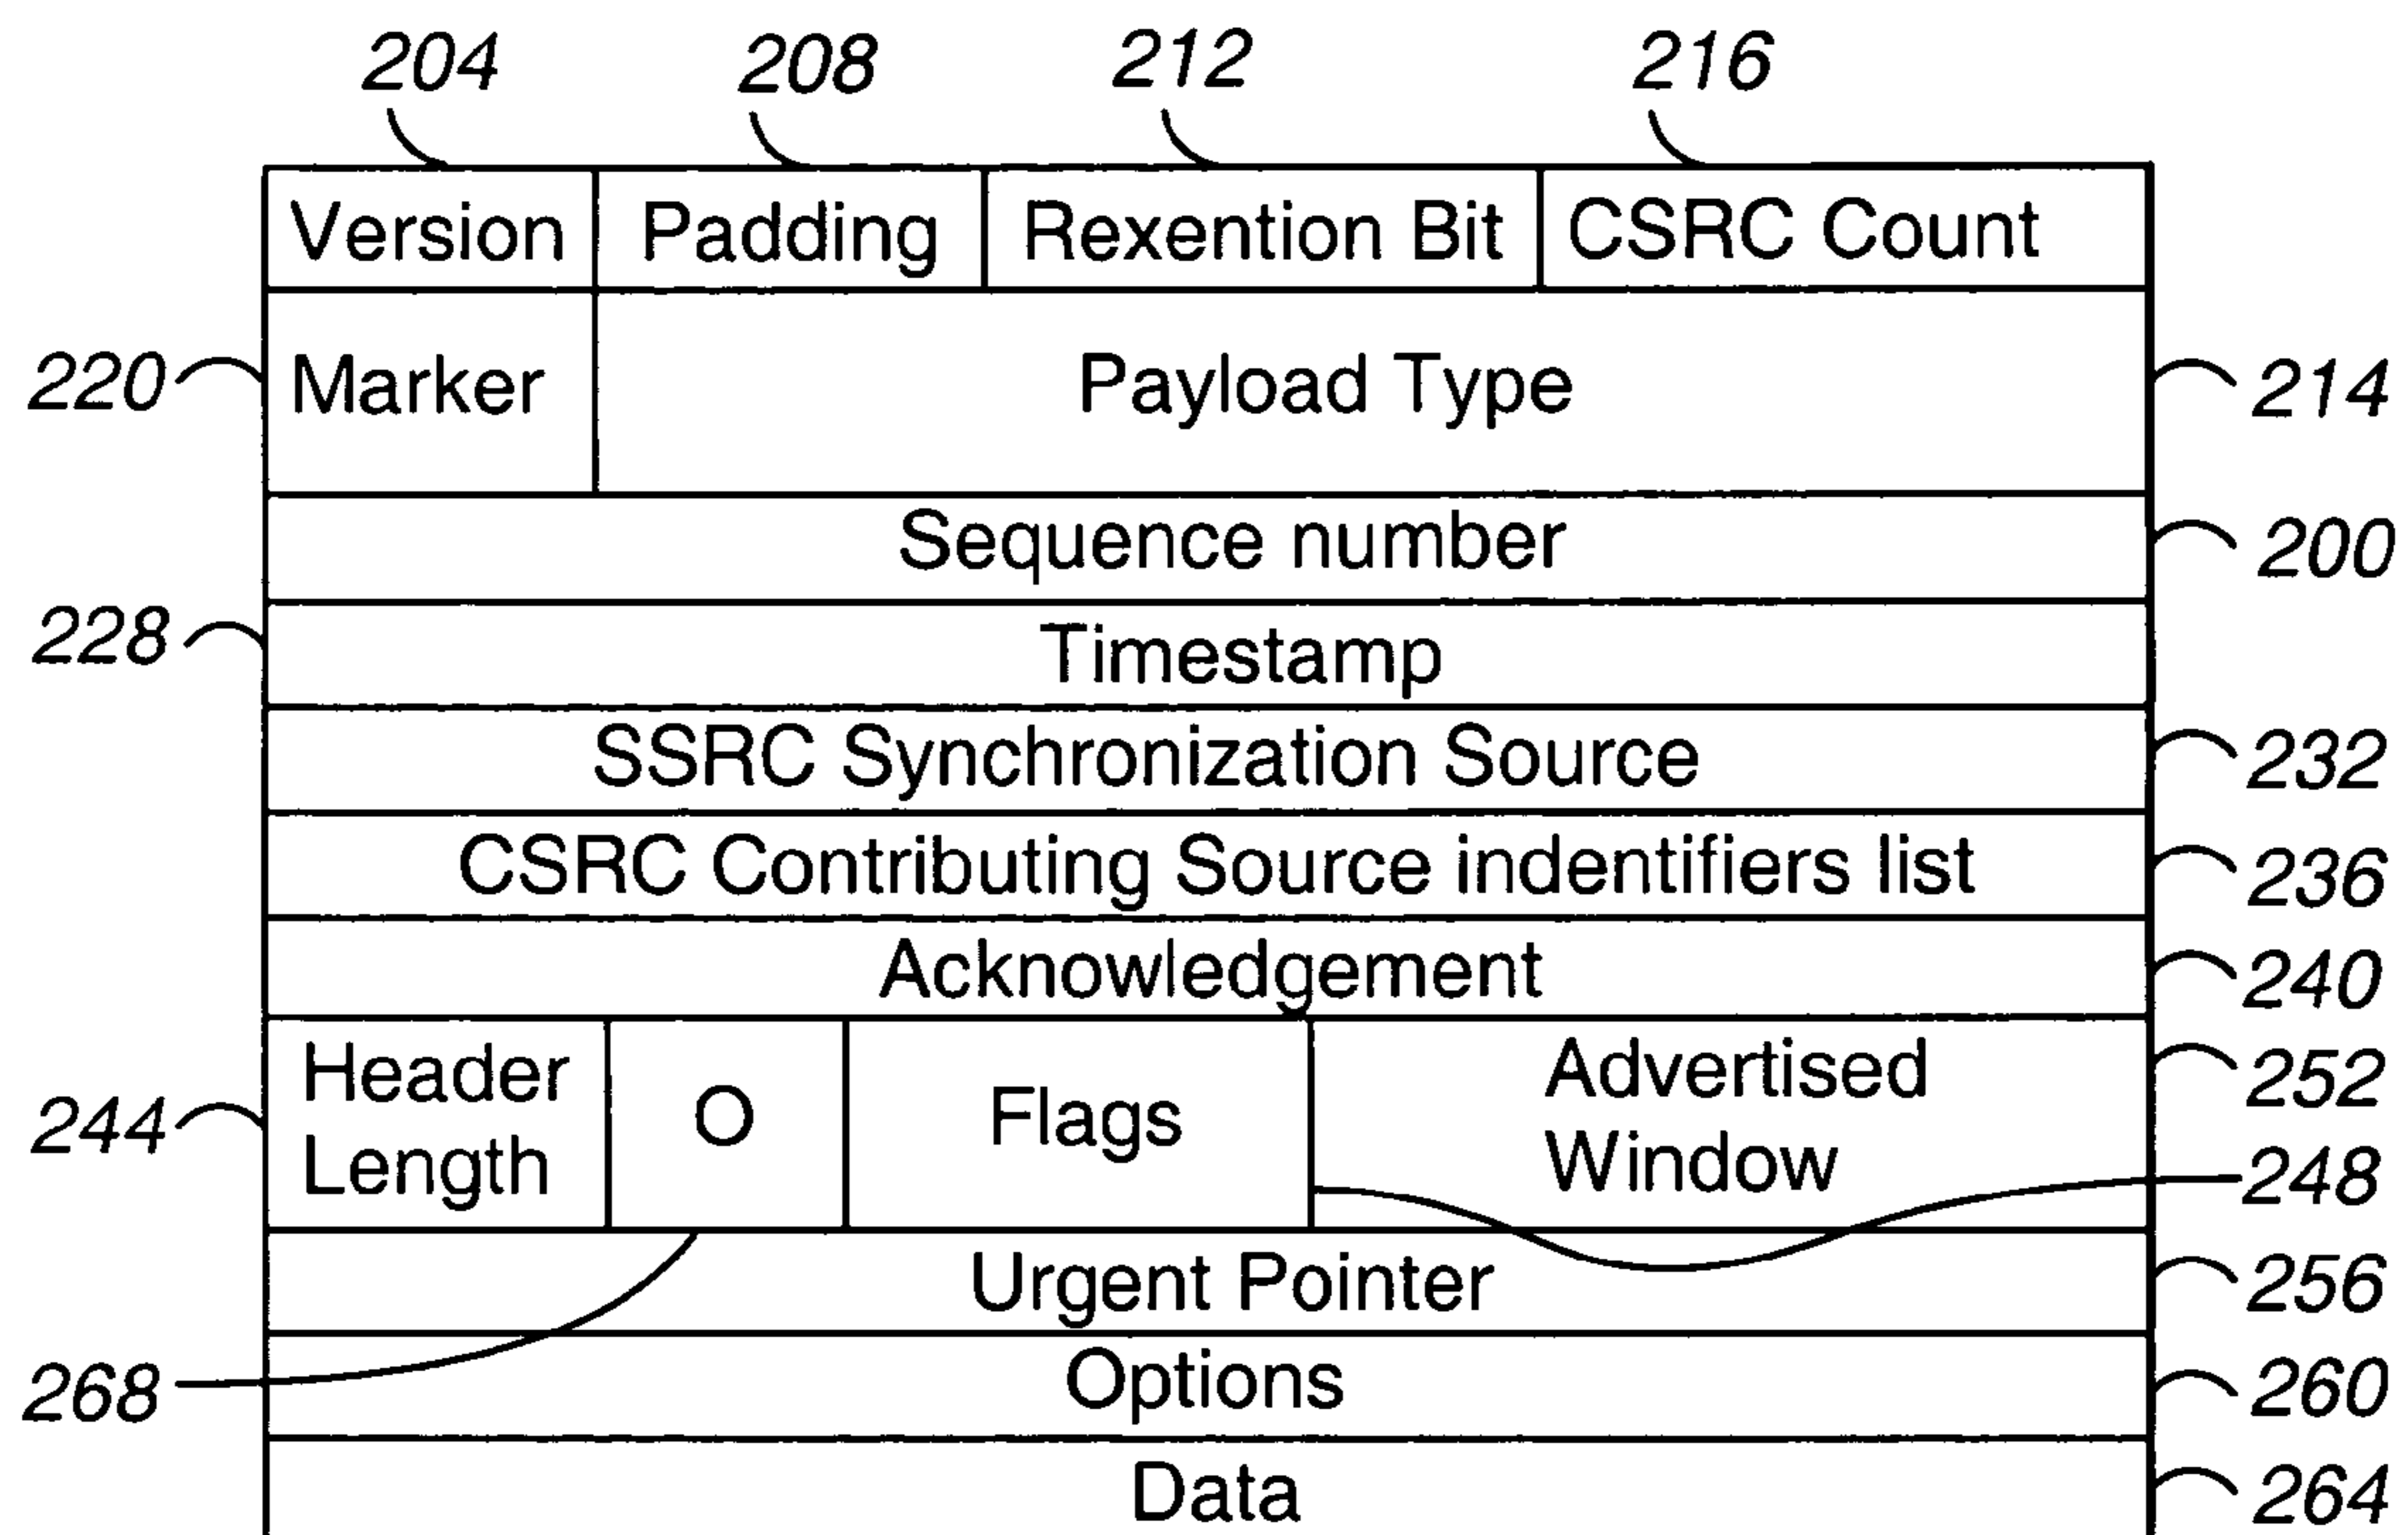 204 208 212 216
Version Padding Rexention Bit CSRC Count
220 Marker Payload Type 214
Sequence number 200
228 Timestamp
SSRC Synchronization Source 232
CSRC Contributing Source indentifiers list 236
Acknowledgement 240
Header Advertised 252
244 O Flags
Length Window 248
Urgent Pointer 256
268 Options 260
Data 264